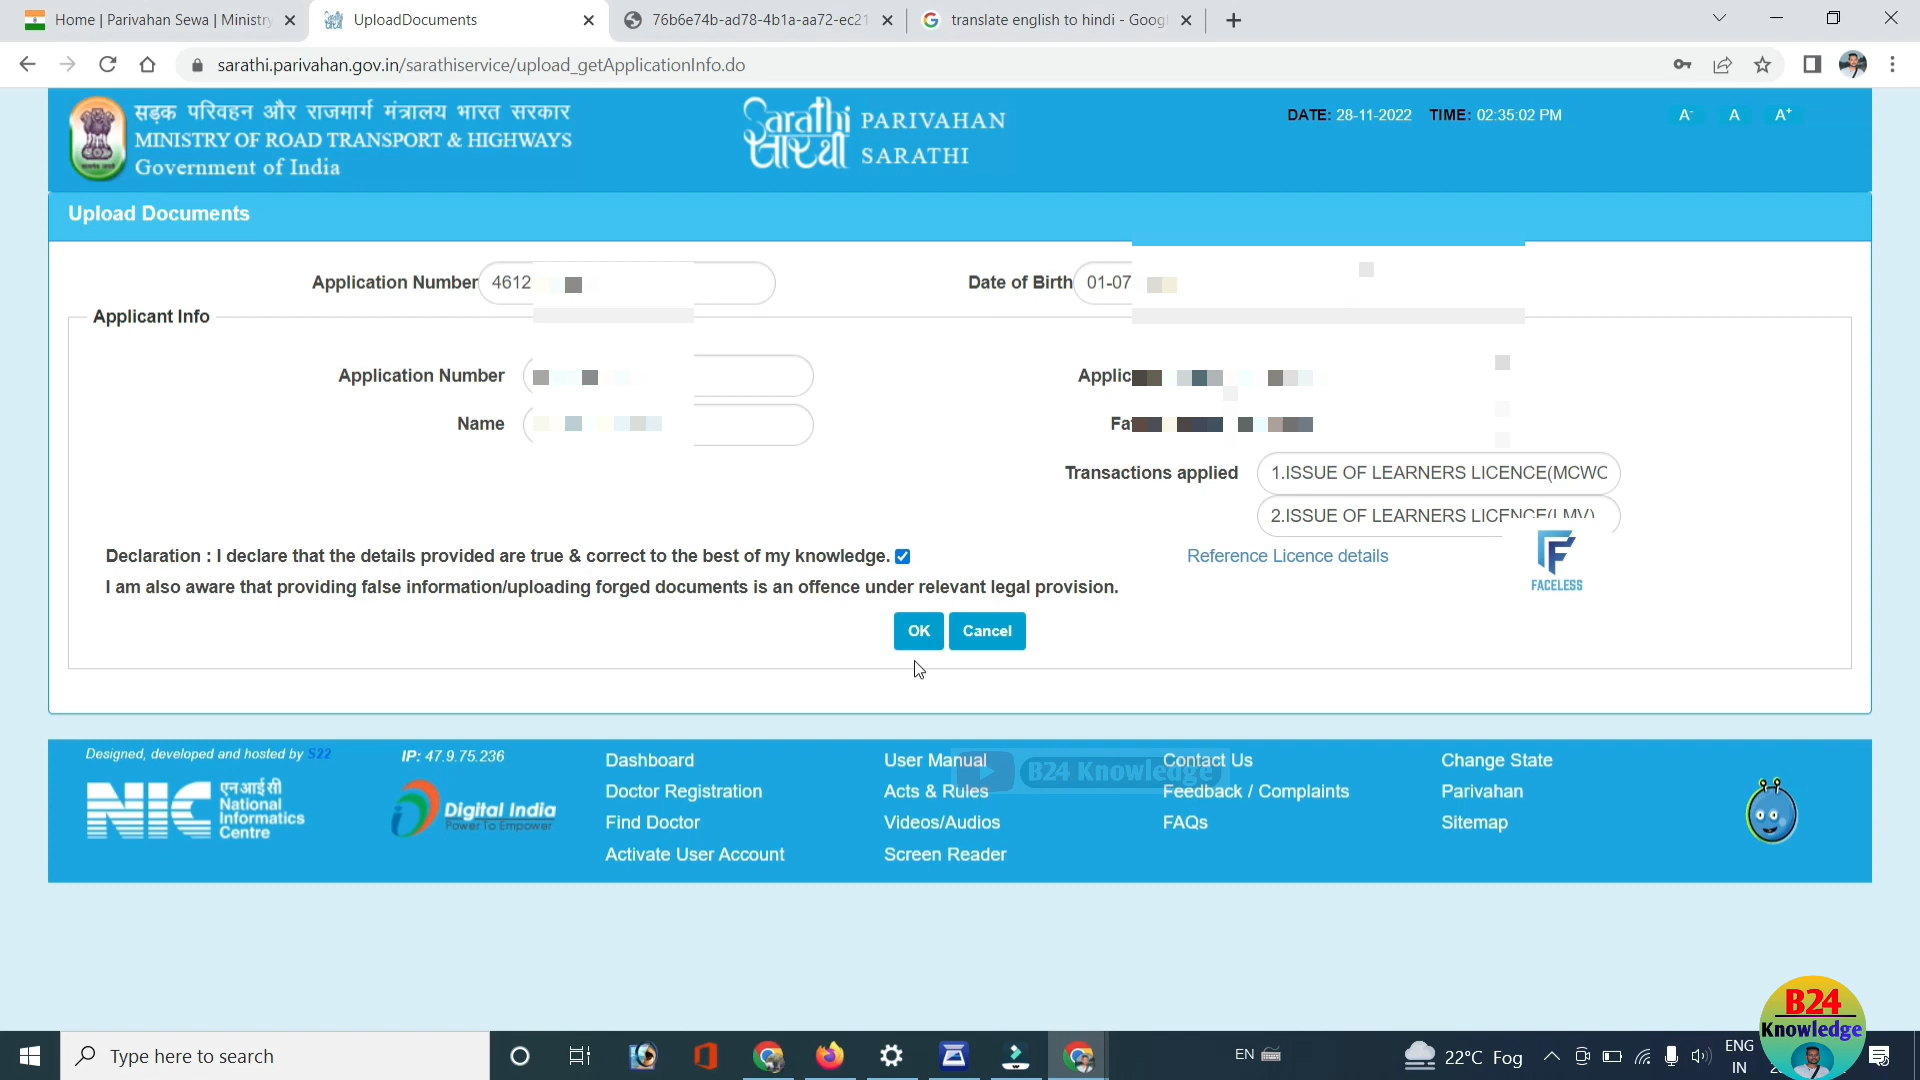 Home | Parivahan Sewa | Ministry
UploadDocuments
76b6e74b-ad78-4b1a-aa72-ec21
translate english to hindi - Goog
sarathi.parivahan.gov.in/sarathiservice/upload_getApplicationInfo.do
सड़क परिवहन और राजमार्ग मंत्रालय भारत सरकार
MINISTRY OF ROAD TRANSPORT & HIGHWAYS
Government of India
Sarathi
सारथी
PARIVAHAN
SARATHI
DATE: 28-11-2022 TIME: 02:35:02 PM
A- A A+
Upload Documents
Application Number 4612
Date of Birth 01-07
Applicant Info
Application Number
Applic
Name
Fa
Transactions applied 1.ISSUE OF LEARNERS LICENCE(MCWO
2.ISSUE OF LEARNERS LICENCE(LMV)
Declaration : I declare that the details provided are true & correct to the best of my knowledge.
Reference Licence details
FACELESS
I am also aware that providing false information/uploading forged documents is an offence under relevant legal provision.
OK Cancel
Designed, developed and hosted by S22
IP: 47.9.75.236
NIC
एनआईसी
National
Informatics
Centre
Digital India
Power To Empower
Dashboard
Doctor Registration
Find Doctor
Activate User Account
User Manual
Acts & Rules
Videos/Audios
Screen Reader
B24 Knowledge
Contact Us
Feedback / Complaints
FAQs
Change State
Parivahan
Sitemap
B24
Knowledge
Type here to search
EN
22°C Fog
ENG
IN